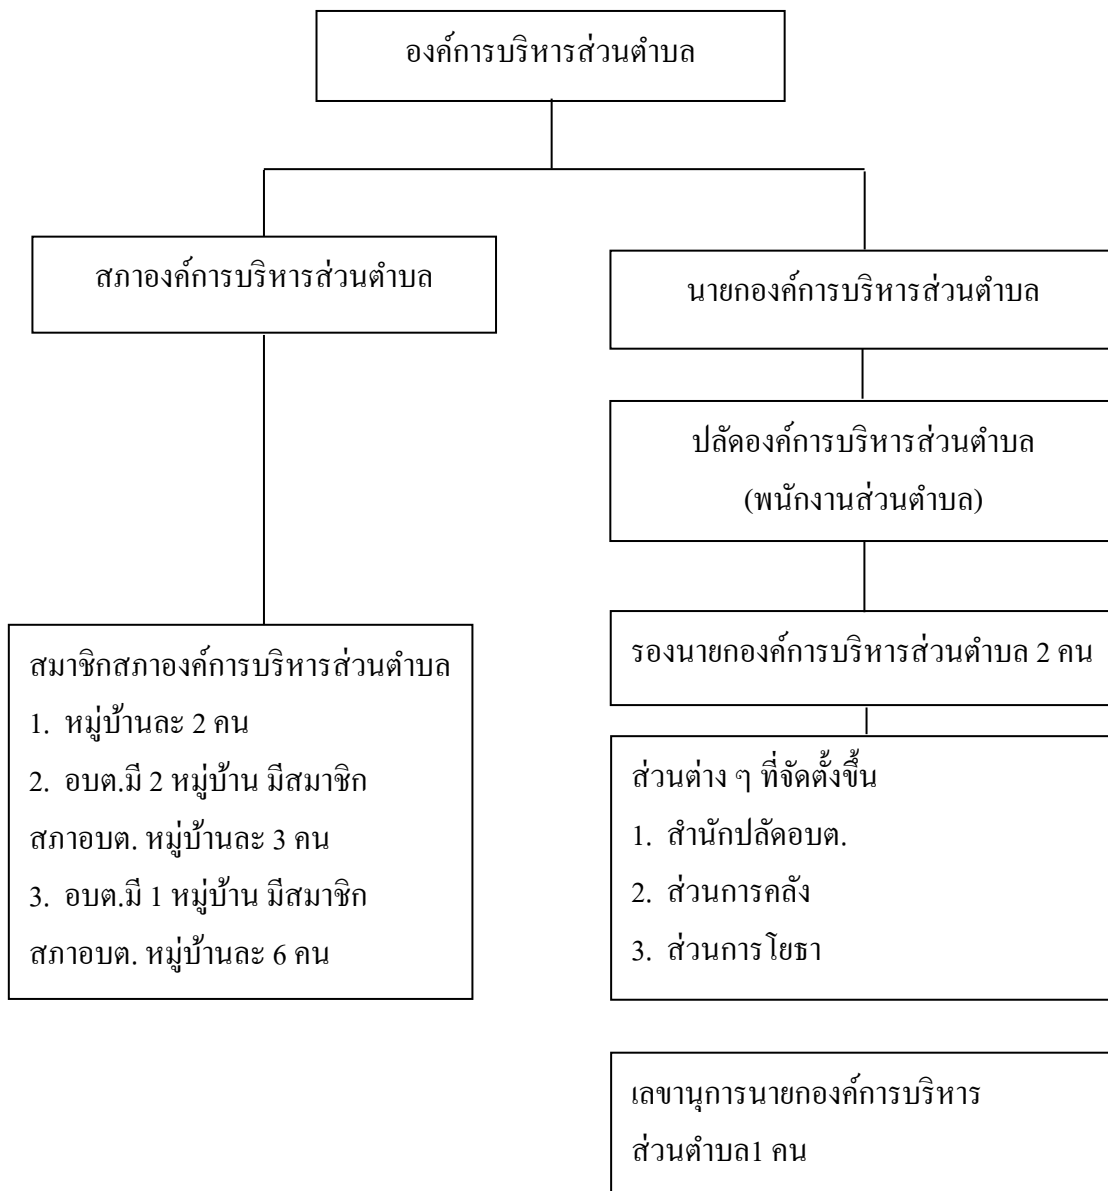 องค์การบริหารส่วนตำบล
สภาองค์การบริหารส่วนตำบล
นายกองค์การบริหารส่วนตำบล
ปลัดองค์การบริหารส่วนตำบล
(พนักงานส่วนตำบล)
รองนายกองค์การบริหารส่วนตำบล 2 คน
สมาชิกสภาองค์การบริหารส่วนตำบล
1. หมู่บ้านละ 2 คน
2. อบต.มี 2 หมู่บ้าน มีสมาชิก
สภาอบต. หมู่บ้านละ 3 คน
3. อบต.มี 1 หมู่บ้าน มีสมาชิก
สภาอบต. หมู่บ้านละ 6 คน
ส่วนต่าง ๆ ที่จัดตั้งขึ้น
1. สำนักปลัดอบต.
2. ส่วนการคลัง
3. ส่วนการโยธา
เลขานุการนายกองค์การบริหาร
ส่วนตำบล1 คน